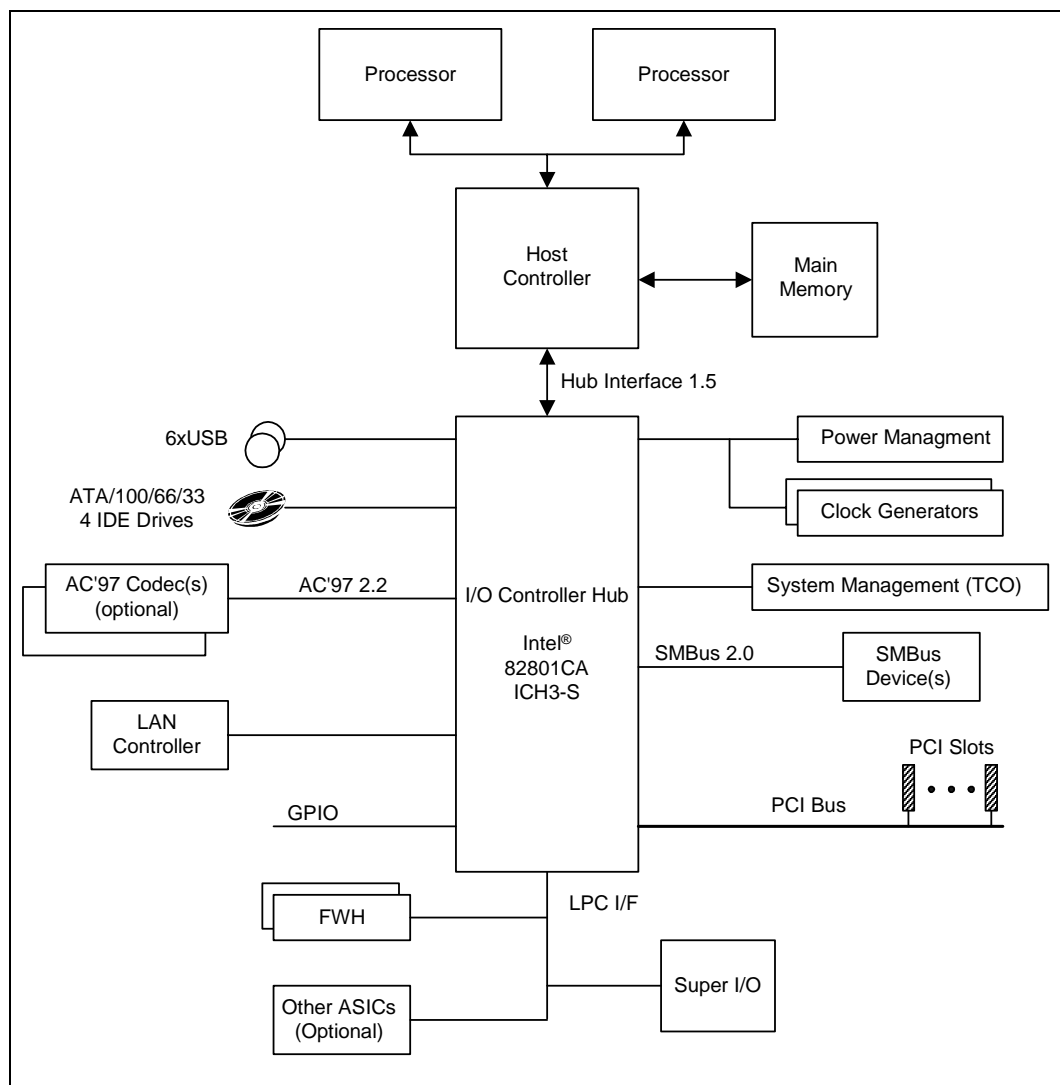 Processor
Processor
Host
Controller
Main
Memory
Hub Interface 1.5
6xUSB
ATA/100/66/33
4 IDE Drives
AC'97 Codec(s)
(optional)
AC'97 2.2
LAN
Controller
GPIO
I/O Controller Hub
Intel®
82801CA
ICH3-S
Power Managment
Clock Generators
System Management (TCO)
SMBus 2.0
SMBus
Device(s)
PCI Slots
PCI Bus
LPC I/F
FWH
Other ASICs
(Optional)
Super I/O